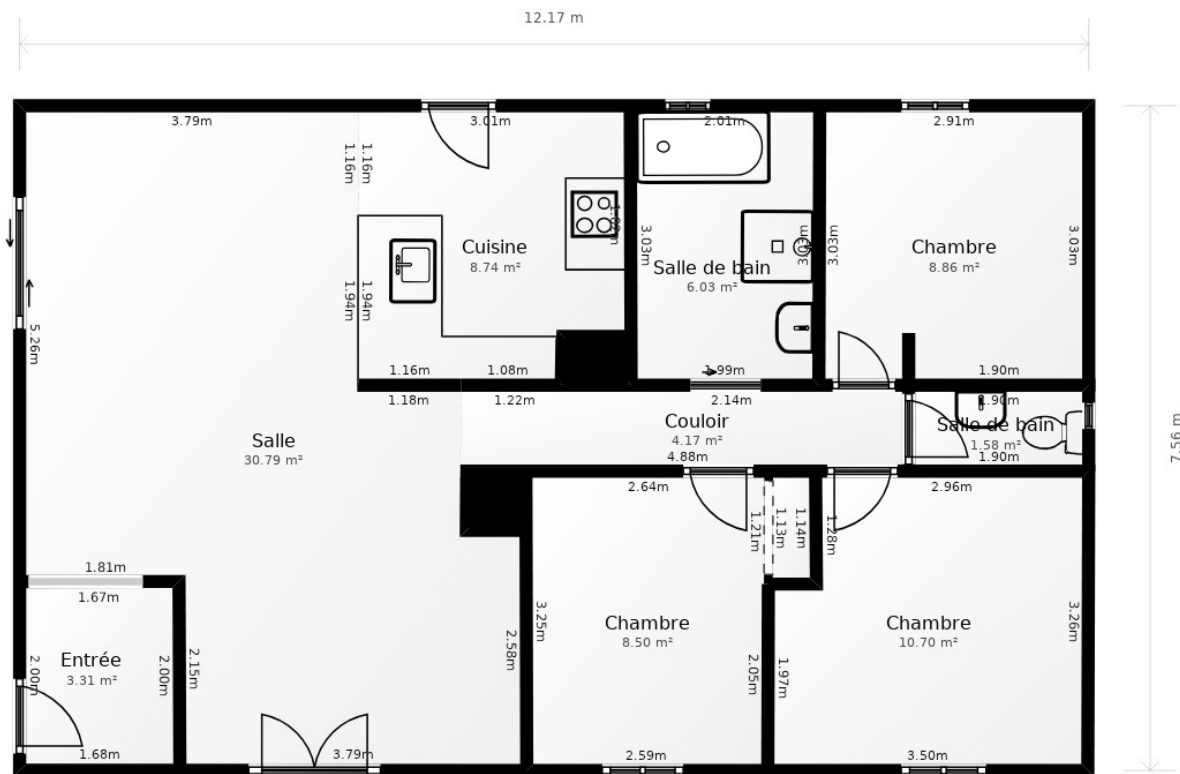 12.17 m
3.79m
3.01m
2.01m
2.91m
1.16m
1.16m
3.03m
3.03m
3.03m
Cuisine
8.74 m²
Salle de bain
6.03 m²
Chambre
8.86 m²
1.94m
1.94m
5.26m
1.16m
1.08m
1.99m
1.90m
1.18m
1.22m
2.14m
1.90m
Salle
30.79 m²
Couloir
4.17 m²
4.88m
Salle de bain
1.58 m²
1.90m
7.56 m
2.64m
2.96m
1.21m
1.13m
1.14m
1.28m
1.81m
1.67m
Entrée
3.31 m²
2.00m
2.00m
2.15m
2.58m
3.25m
Chambre
8.50 m²
2.05m
1.97m
Chambre
10.70 m²
3.26m
1.68m
3.79m
2.59m
3.50m